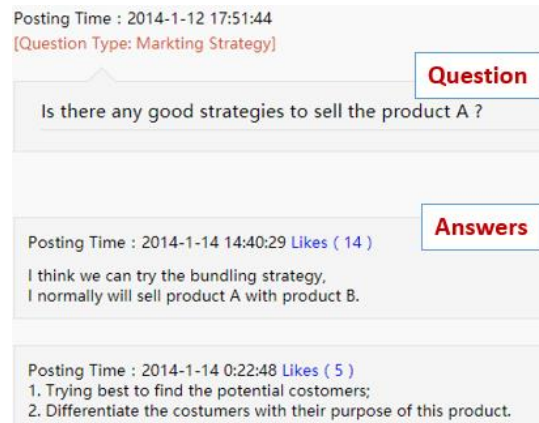 Posting Time : 2014-1-12 17:51:44
[Question Type: Markting Strategy]
Question
Is there any good strategies to sell the product A ?
Answers
Posting Time : 2014-1-14 14:40:29 Likes ( 14 )
I think we can try the bundling strategy,
I normally will sell product A with product B.
Posting Time : 2014-1-14 0:22:48 Likes ( 5 )
1. Trying best to find the potential costomers;
2. Differentiate the costumers with their purpose of this product.